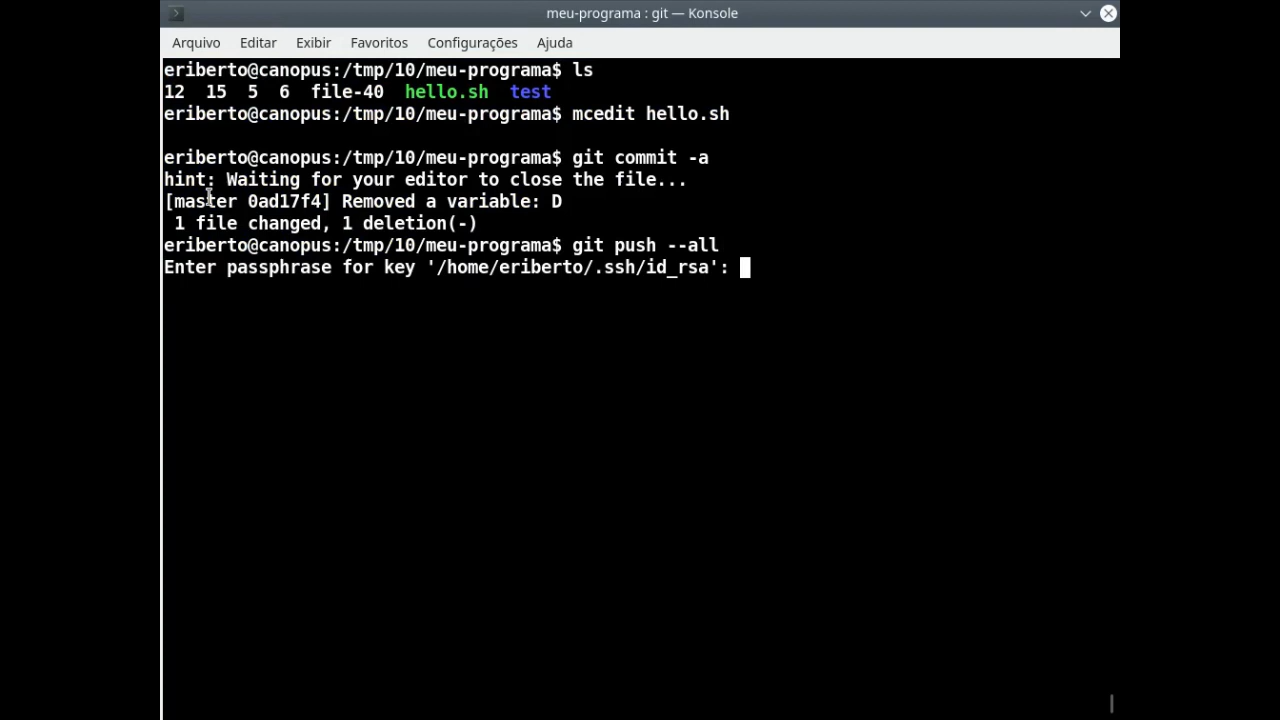 meu-programa : git — Konsole
Arquivo Editar Exibir Favoritos Configurações Ajuda
eriberto@canopus:/tmp/10/meu-programa$ ls
12 15 5 6 file-40 hello.sh test
eriberto@canopus:/tmp/10/meu-programa$ mcedit hello.sh
eriberto@canopus:/tmp/10/meu-programa$ git commit -a
hint: Waiting for your editor to close the file...
[master 0ad17f4] Removed a variable: D
1 file changed, 1 deletion(-)
eriberto@canopus:/tmp/10/meu-programa$ git push --all
Enter passphrase for key '/home/eriberto/.ssh/id_rsa':